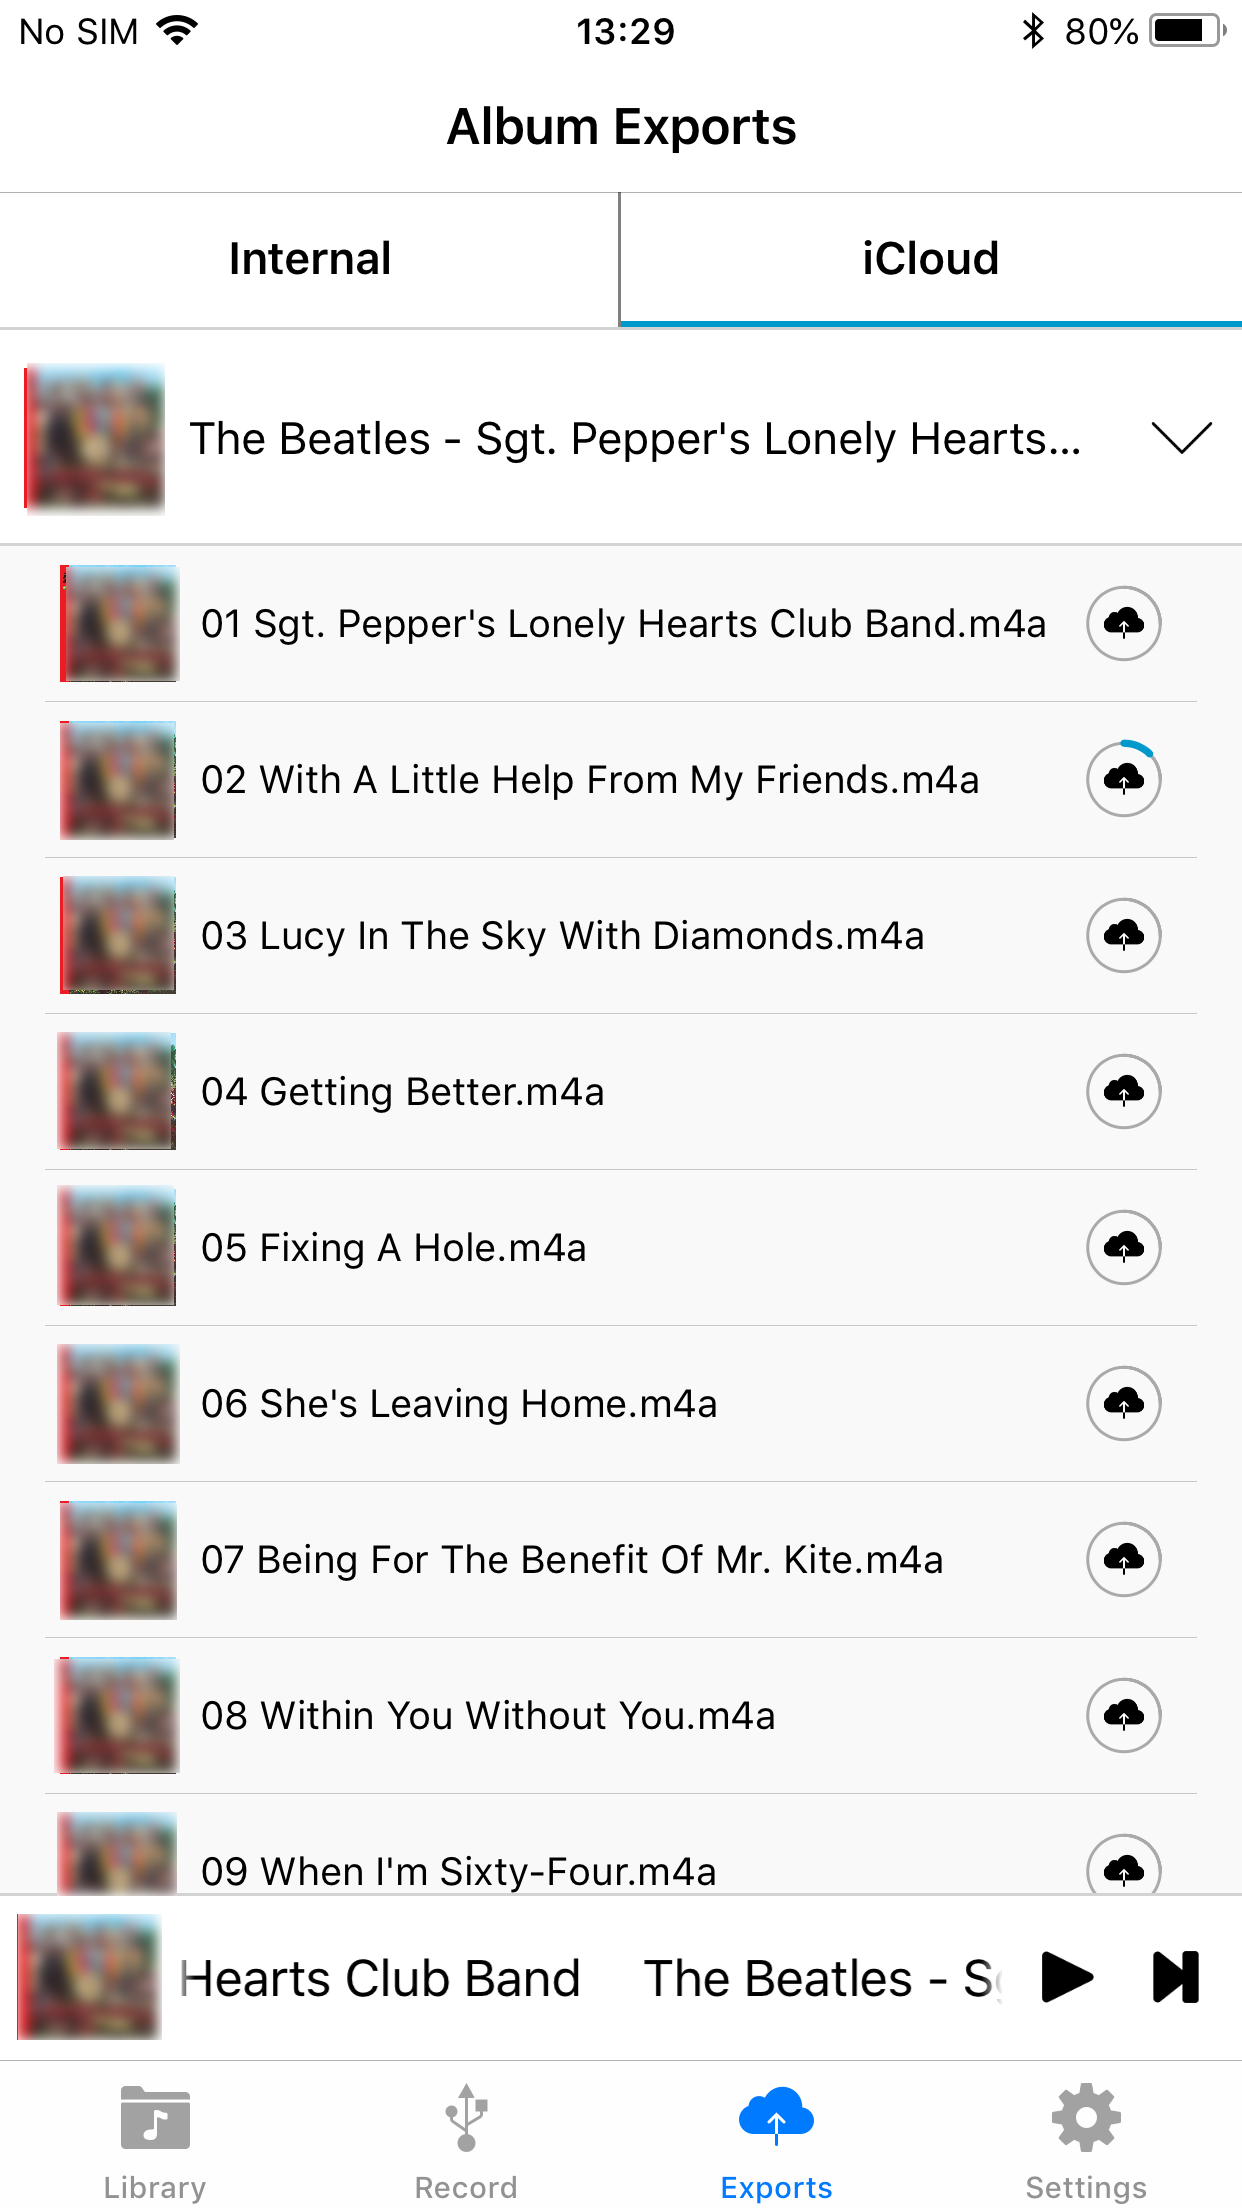 No SIM 13:29 80%
Album Exports
Internal iCloud
The Beatles - Sgt. Pepper's Lonely Hearts...
01 Sgt. Pepper's Lonely Hearts Club Band.m4a
02 With A Little Help From My Friends.m4a
03 Lucy In The Sky With Diamonds.m4a
04 Getting Better.m4a
05 Fixing A Hole.m4a
06 She's Leaving Home.m4a
07 Being For The Benefit Of Mr. Kite.m4a
08 Within You Without You.m4a
09 When I'm Sixty-Four.m4a
Hearts Club Band The Beatles - S
Library Record Exports Settings